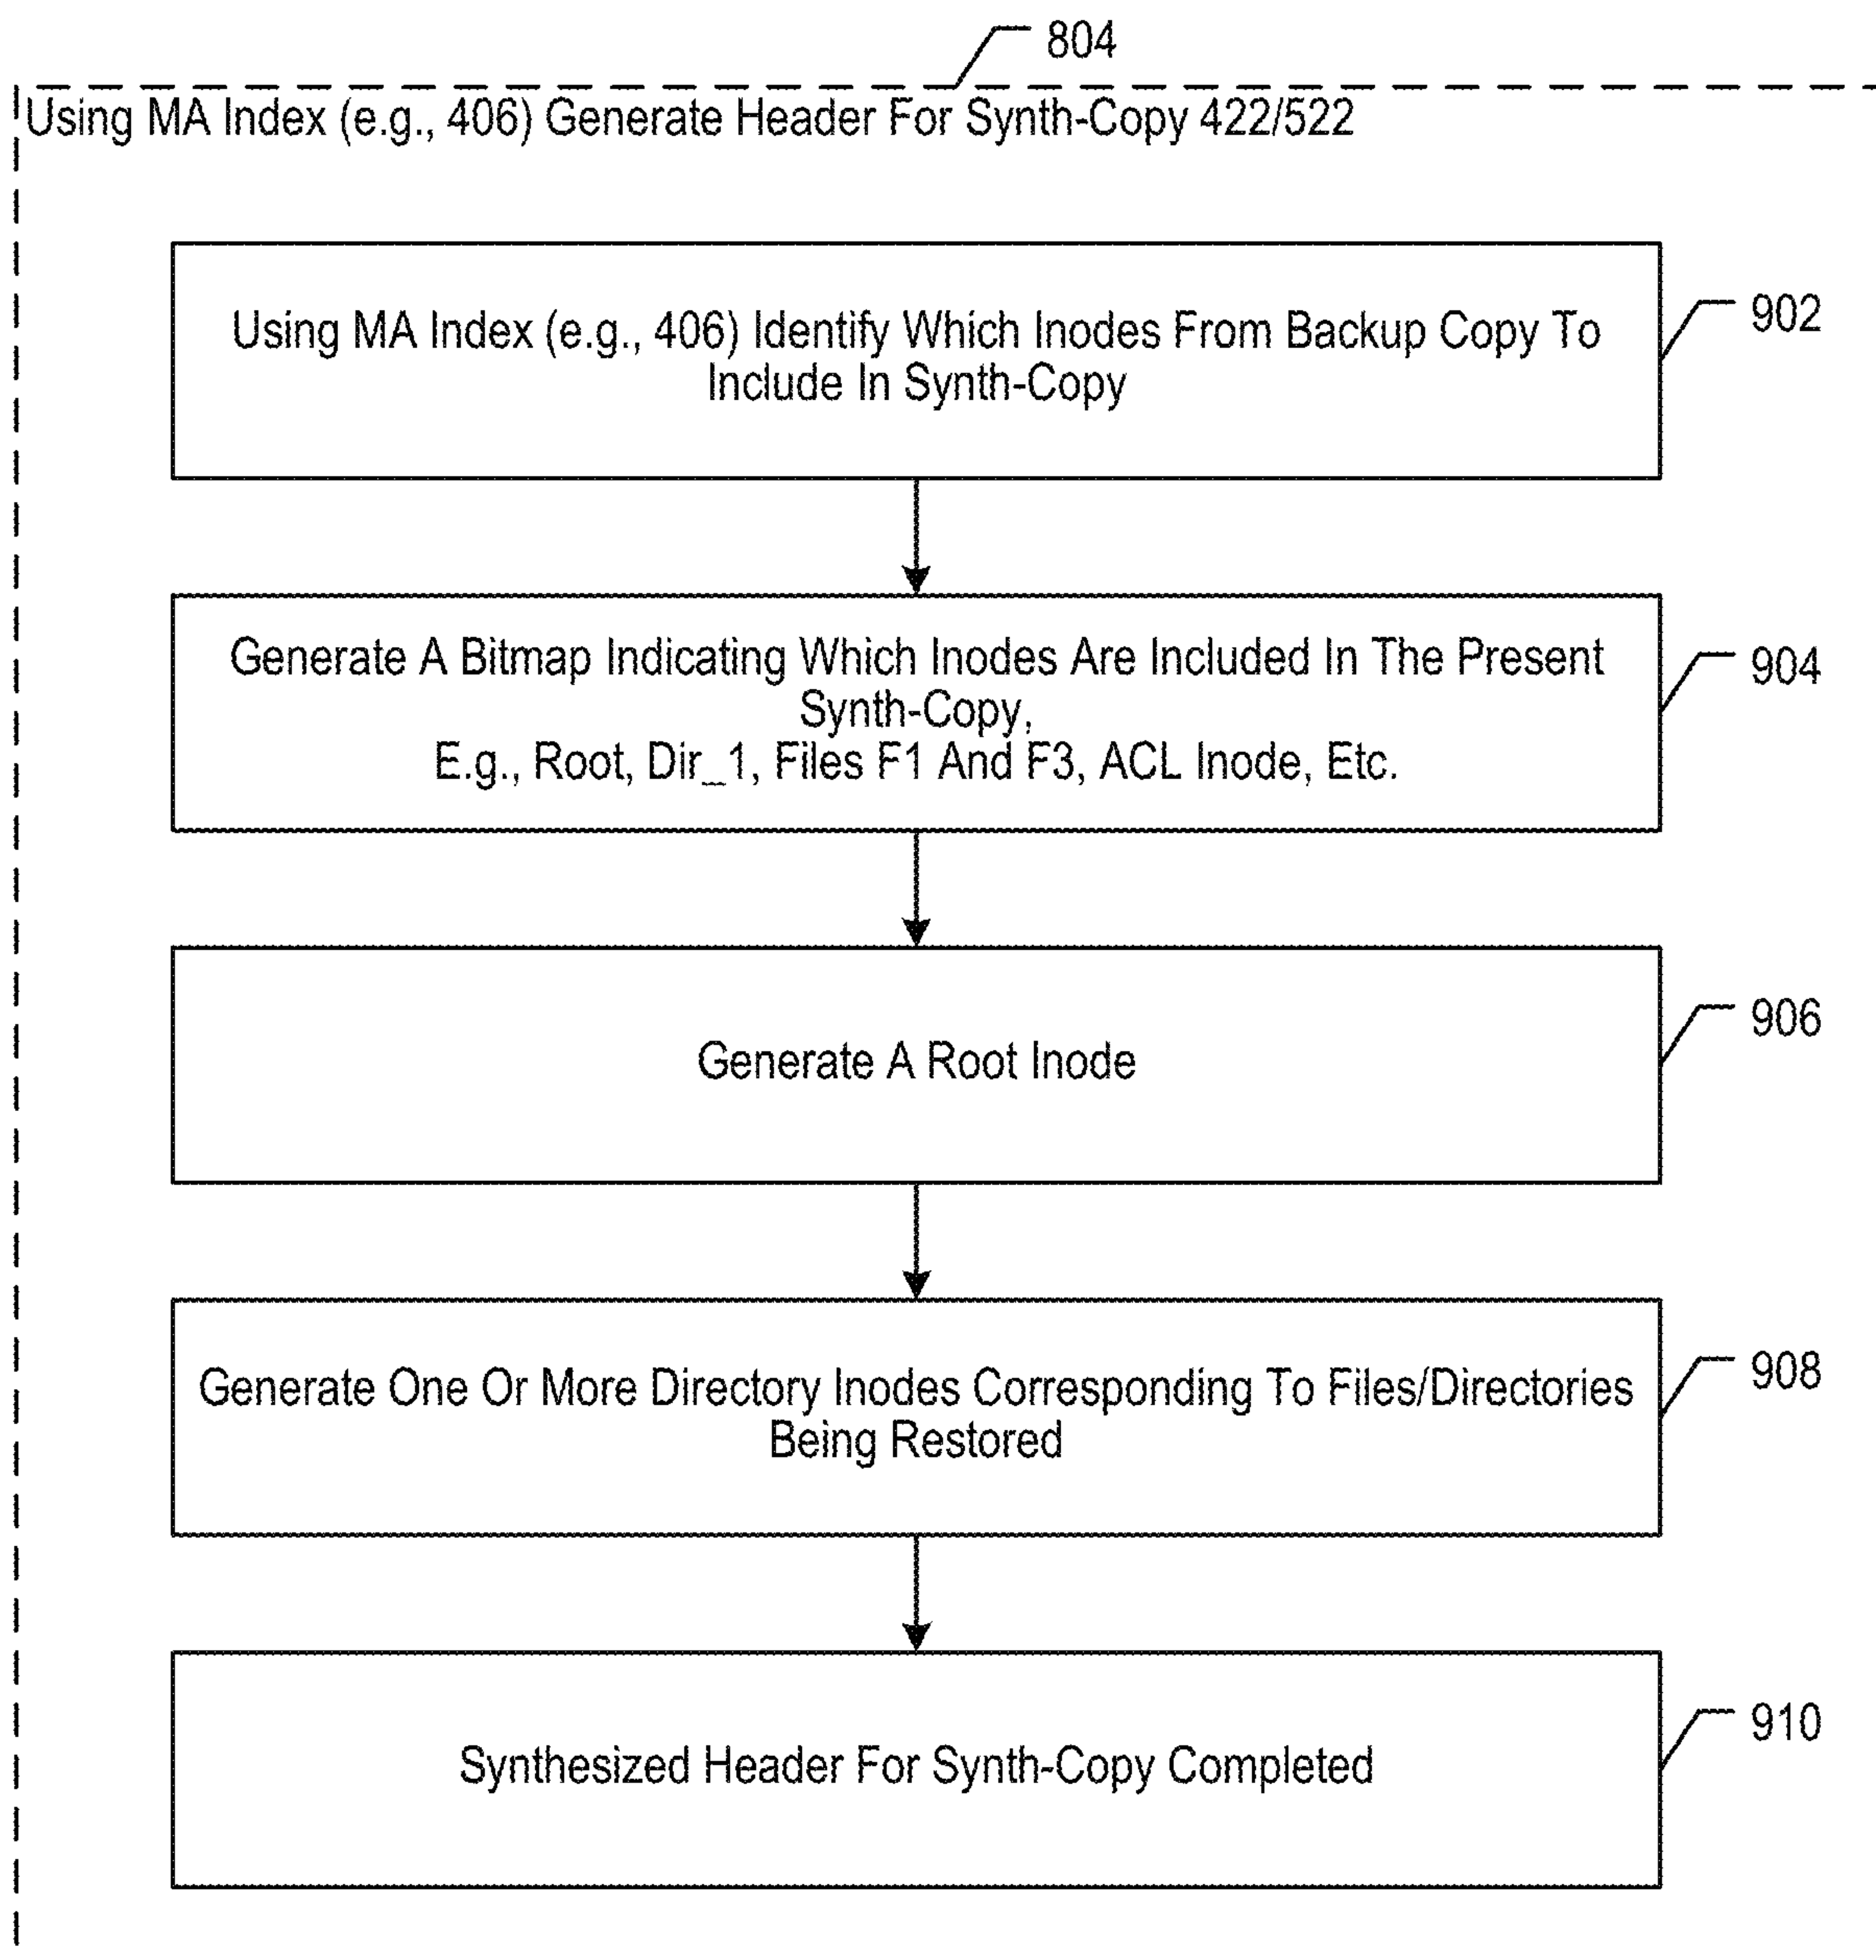 804
Using MA Index (e.g., 406) Generate Header For Synth-Copy 422/522
Using MA Index (e.g., 406) Identify Which Inodes From Backup Copy To
Include In Synth-Copy
902
Generate A Bitmap Indicating Which Inodes Are Included In The Present
Synth-Copy,
E.g., Root, Dir_1, Files F1 And F3, ACL Inode, Etc.
904
Generate A Root Inode
906
Generate One Or More Directory Inodes Corresponding To Files/Directories
Being Restored
908
Synthesized Header For Synth-Copy Completed
910